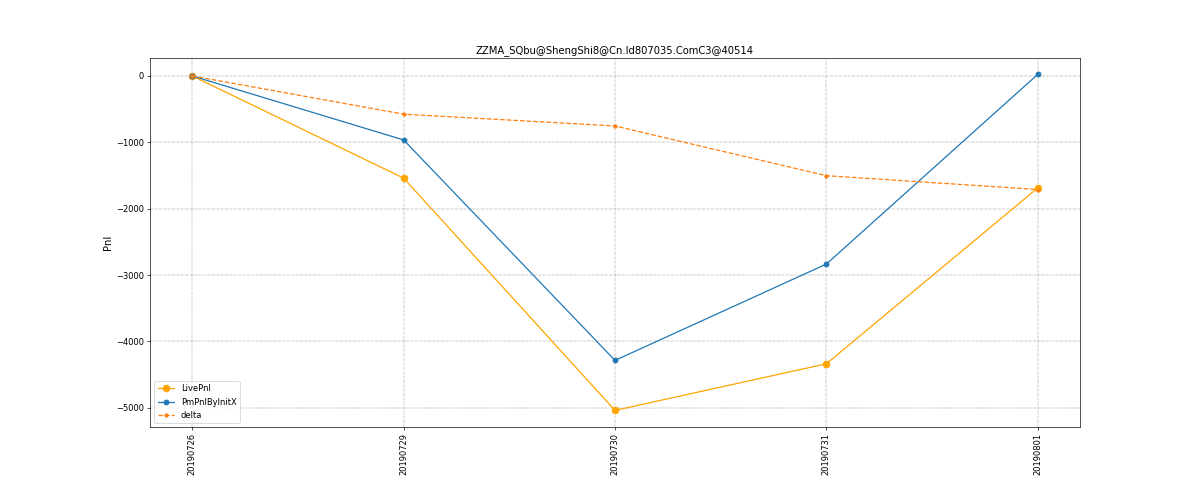 ZZMA_SQbu@ShengShi8@Cn.Id807035.ComC3@40514
0
−1000
−2000
−3000
−4000
−5000
Pnl
LivePnl
PmPnlByInitX
delta
20190726
20190729
20190730
20190731
20190801